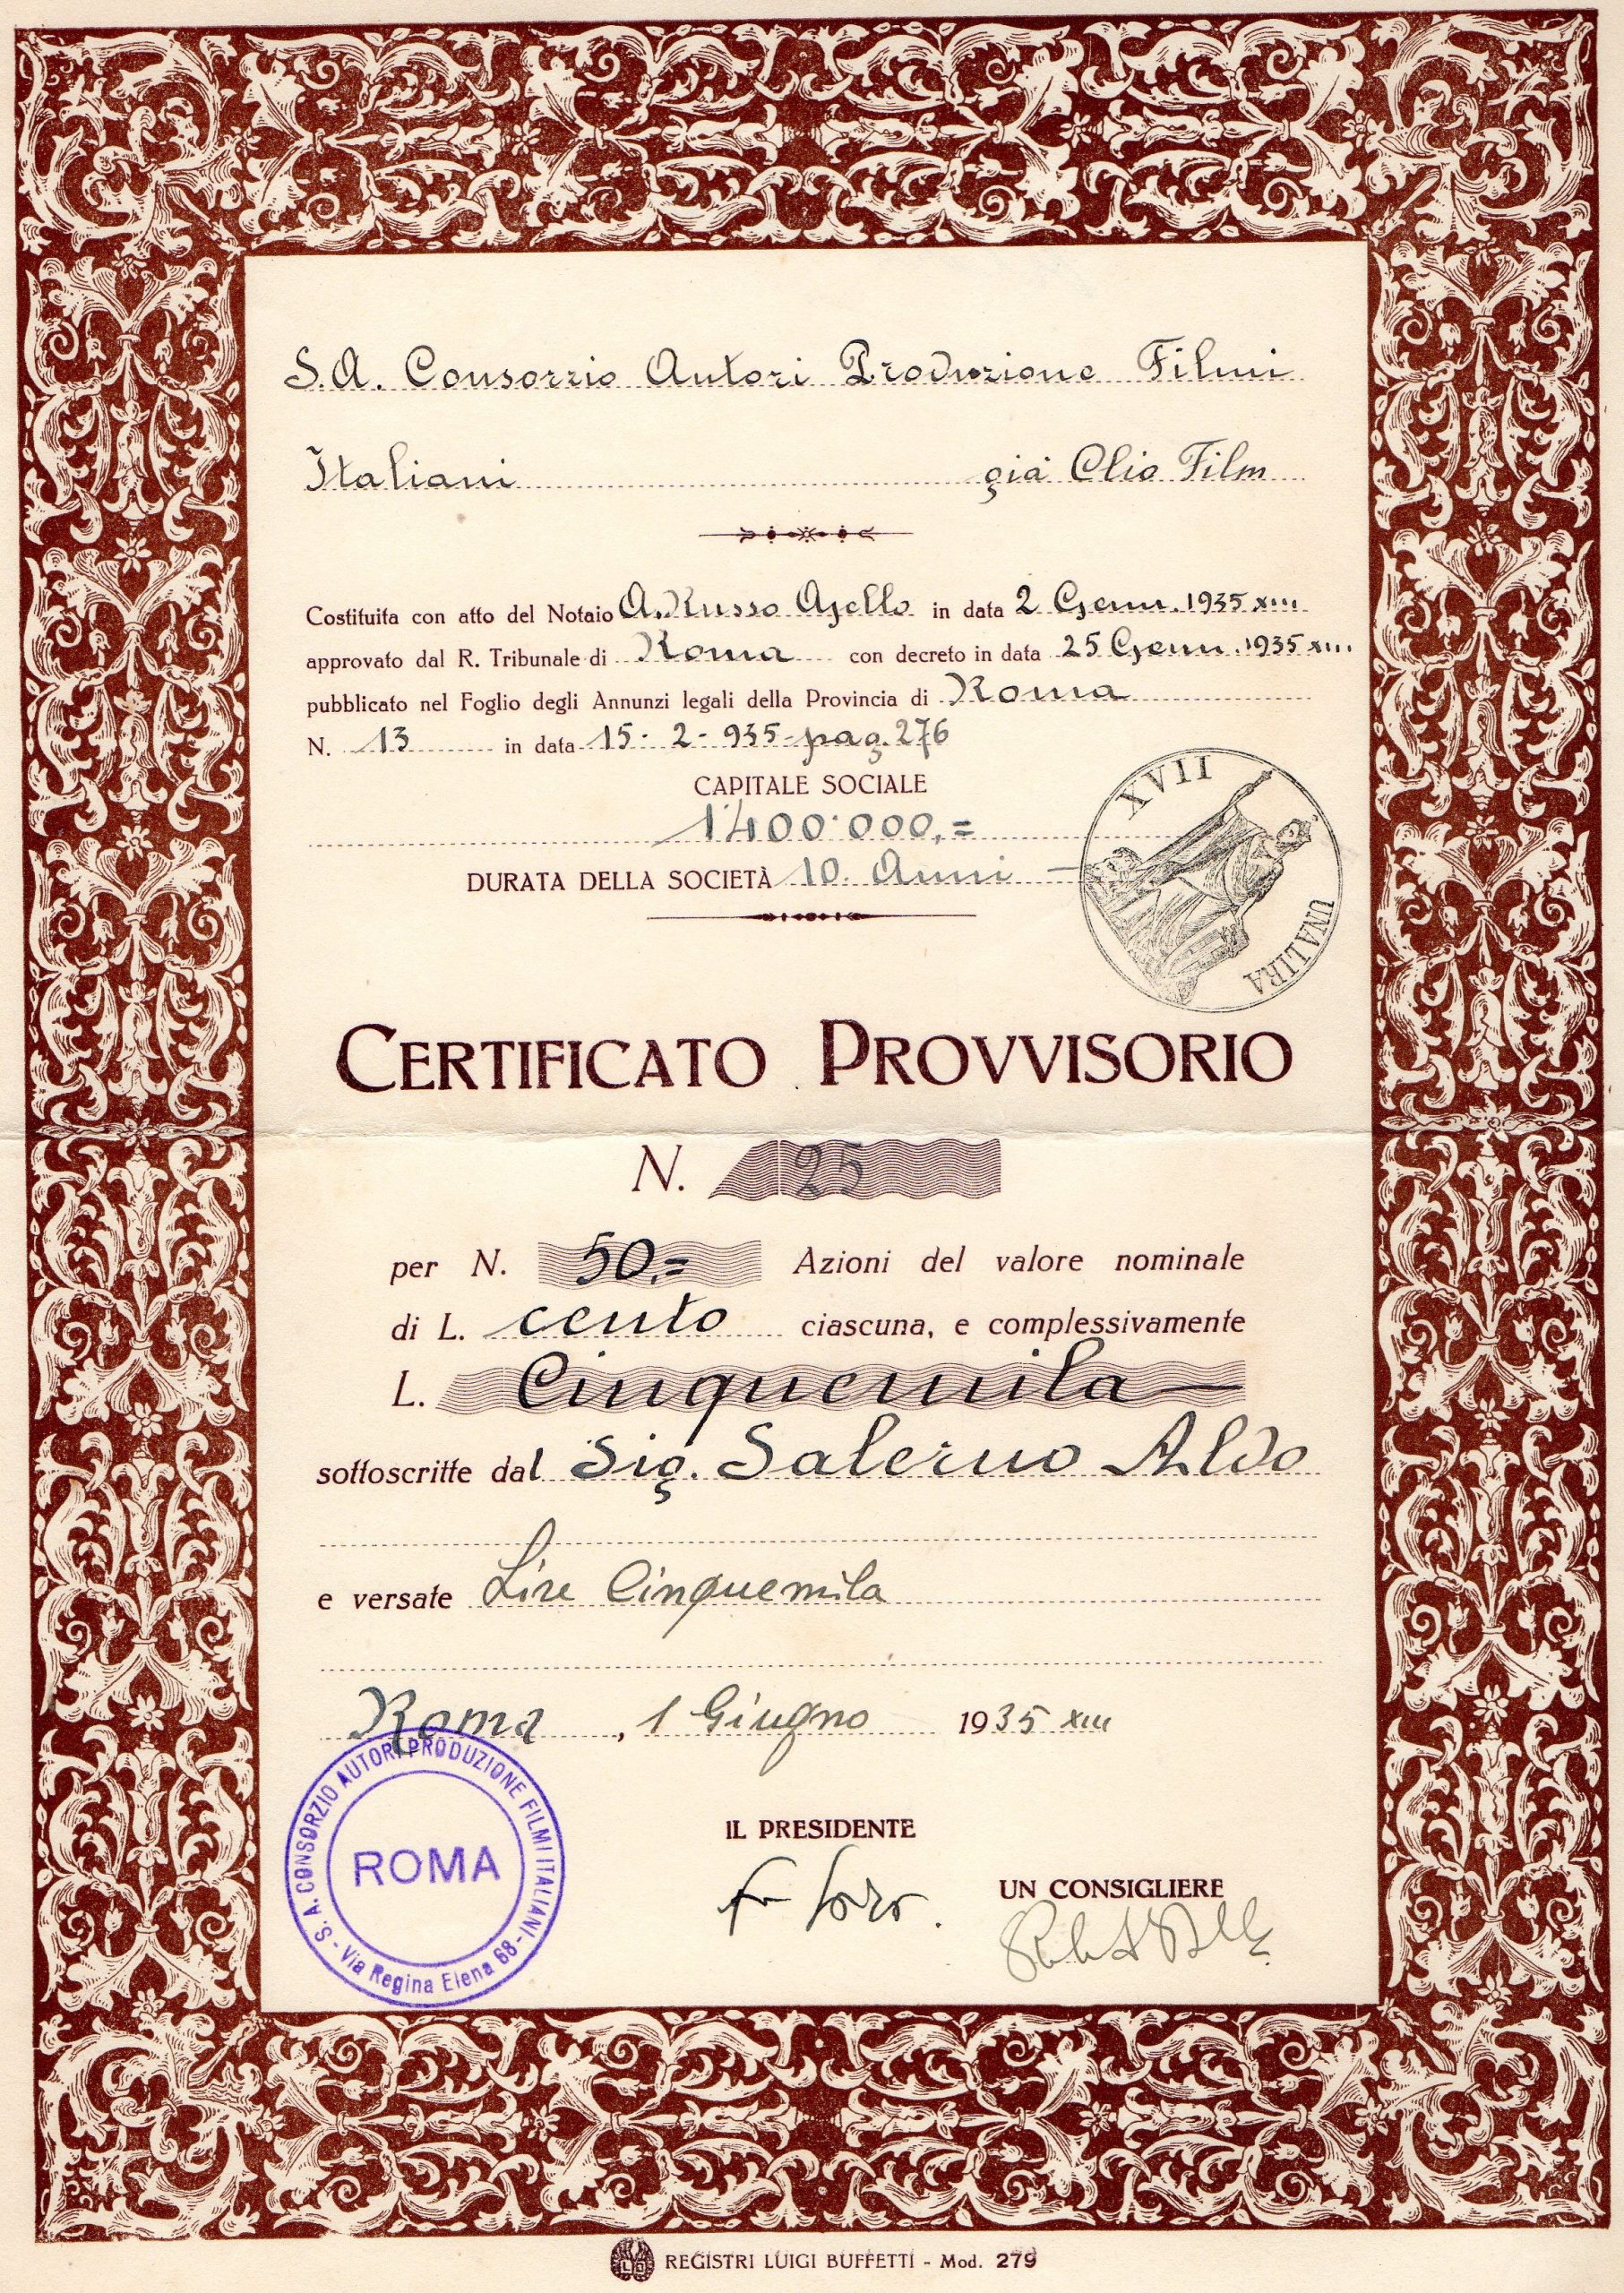 S.A. Consorzio Autori Produzione Filmi
Italiani già Clio Film
Costituita con atto del Notaio A. Russo Ajello in data 2 Genn. 1935 XIII
approvato dal R. Tribunale di Roma con decreto in data 25 Genn. 1935 XIII
pubblicato nel Foglio degli Annunzi legali della Provincia di Roma
N. 13 in data 15-2-935 pag. 276
CAPITALE SOCIALE
1'400'000,=
DURATA DELLA SOCIETÀ 10. Anni
XVII
UNA LIRA
CERTIFICATO PROVVISORIO
N. 25
per N. 50,= Azioni del valore nominale
di L. cento ciascuna, e complessivamente
L. Cinquemila
sottoscritte dal Sig. Salerno Aldo
e versate Lire Cinquemila
Roma, 1 Giugno 1935 XIII
S. A. CONSORZIO AUTORI PRODUZIONE FILMI ITALIANI - Via Regina Elena 68 -
ROMA
IL PRESIDENTE
UN CONSIGLIERE
REGISTRI LUIGI BUFFETTI - Mod. 279